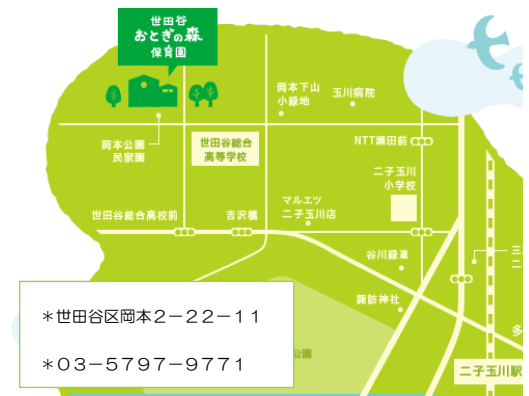 世田谷
おとぎの森
保育園
岡本下山
小緑地
玉川病院
岡本公園
民家園
世田谷総合
高等学校
NTT瀬田前
二子玉川
小学校
マルエツ
二子玉川店
世田谷総合高校前
吉沢橋
谷川緑道
三
二
諏訪神社
*世田谷区岡本2-22-11
*03-5797-9771
公園
多
二子玉川駅